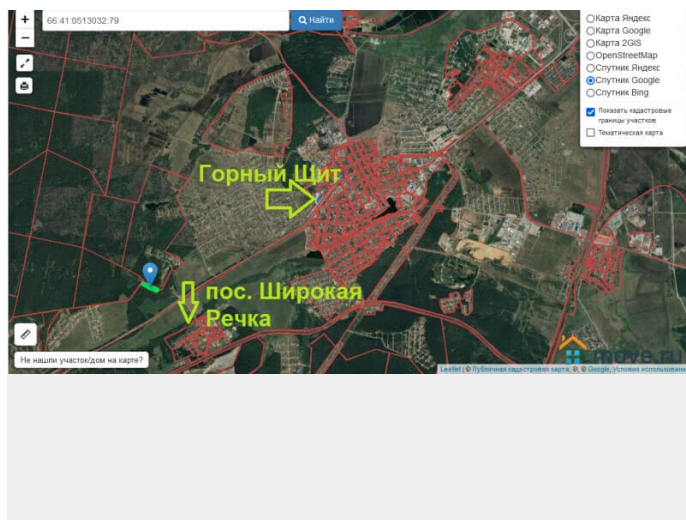 +
66:41:0513032:79
Найти
−
Карта Яндекс
Карта Google
Карта 2GIS
OpenStreetMap
Спутник Яндекс
Спутник Google
Спутник Bing
Показать кадастровые
границы участков
Тематическая карта
Горный Щит
пос. Широкая
Речка
Не нашли участок/дом на карте?
move.ru
Leaflet | © Публичная кадастровая карта, ©, © Google, Условия использования